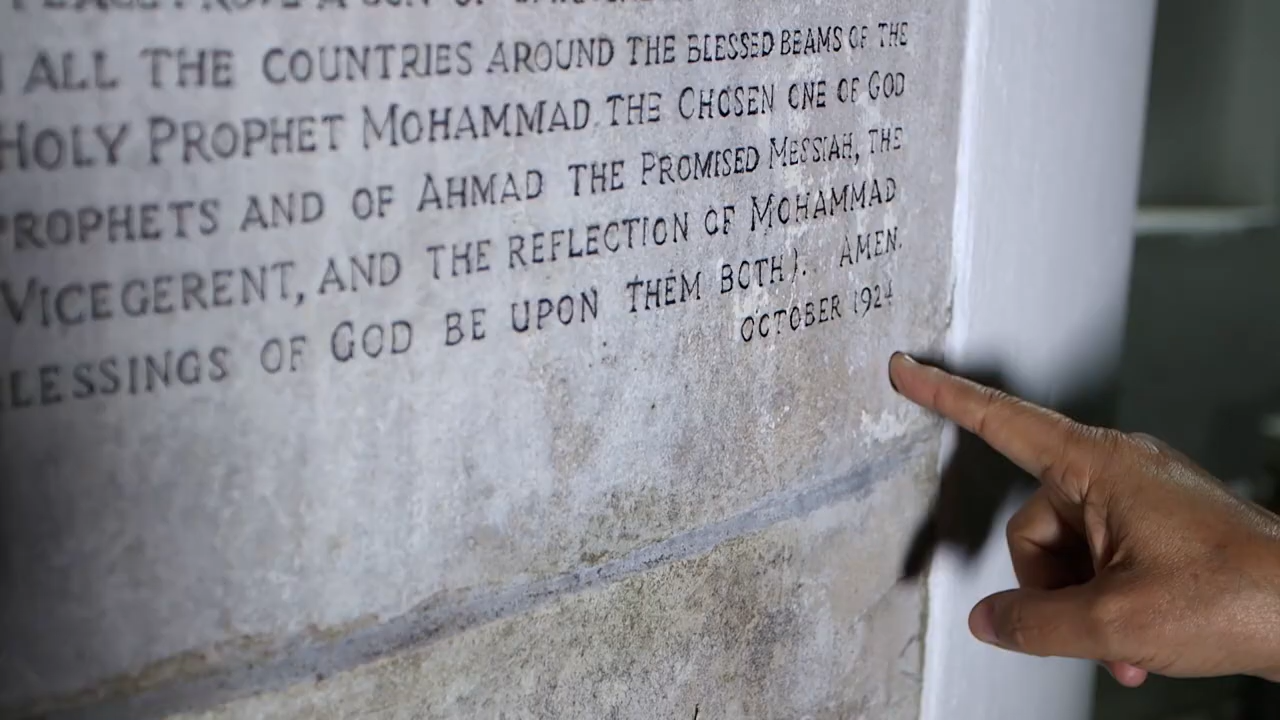 ALL THE COUNTRIES AROUND THE BLESSED BEAMS OF THE
HOLY PROPHET MOHAMMAD THE CHOSEN ONE OF GOD
PROPHETS AND OF AHMAD THE PROMISED MESSIAH, THE
VICEGERENT, AND THE REFLECTION OF MOHAMMAD
LESSINGS OF GOD BE UPON THEM BOTH). AMEN.
OCTOBER 1924